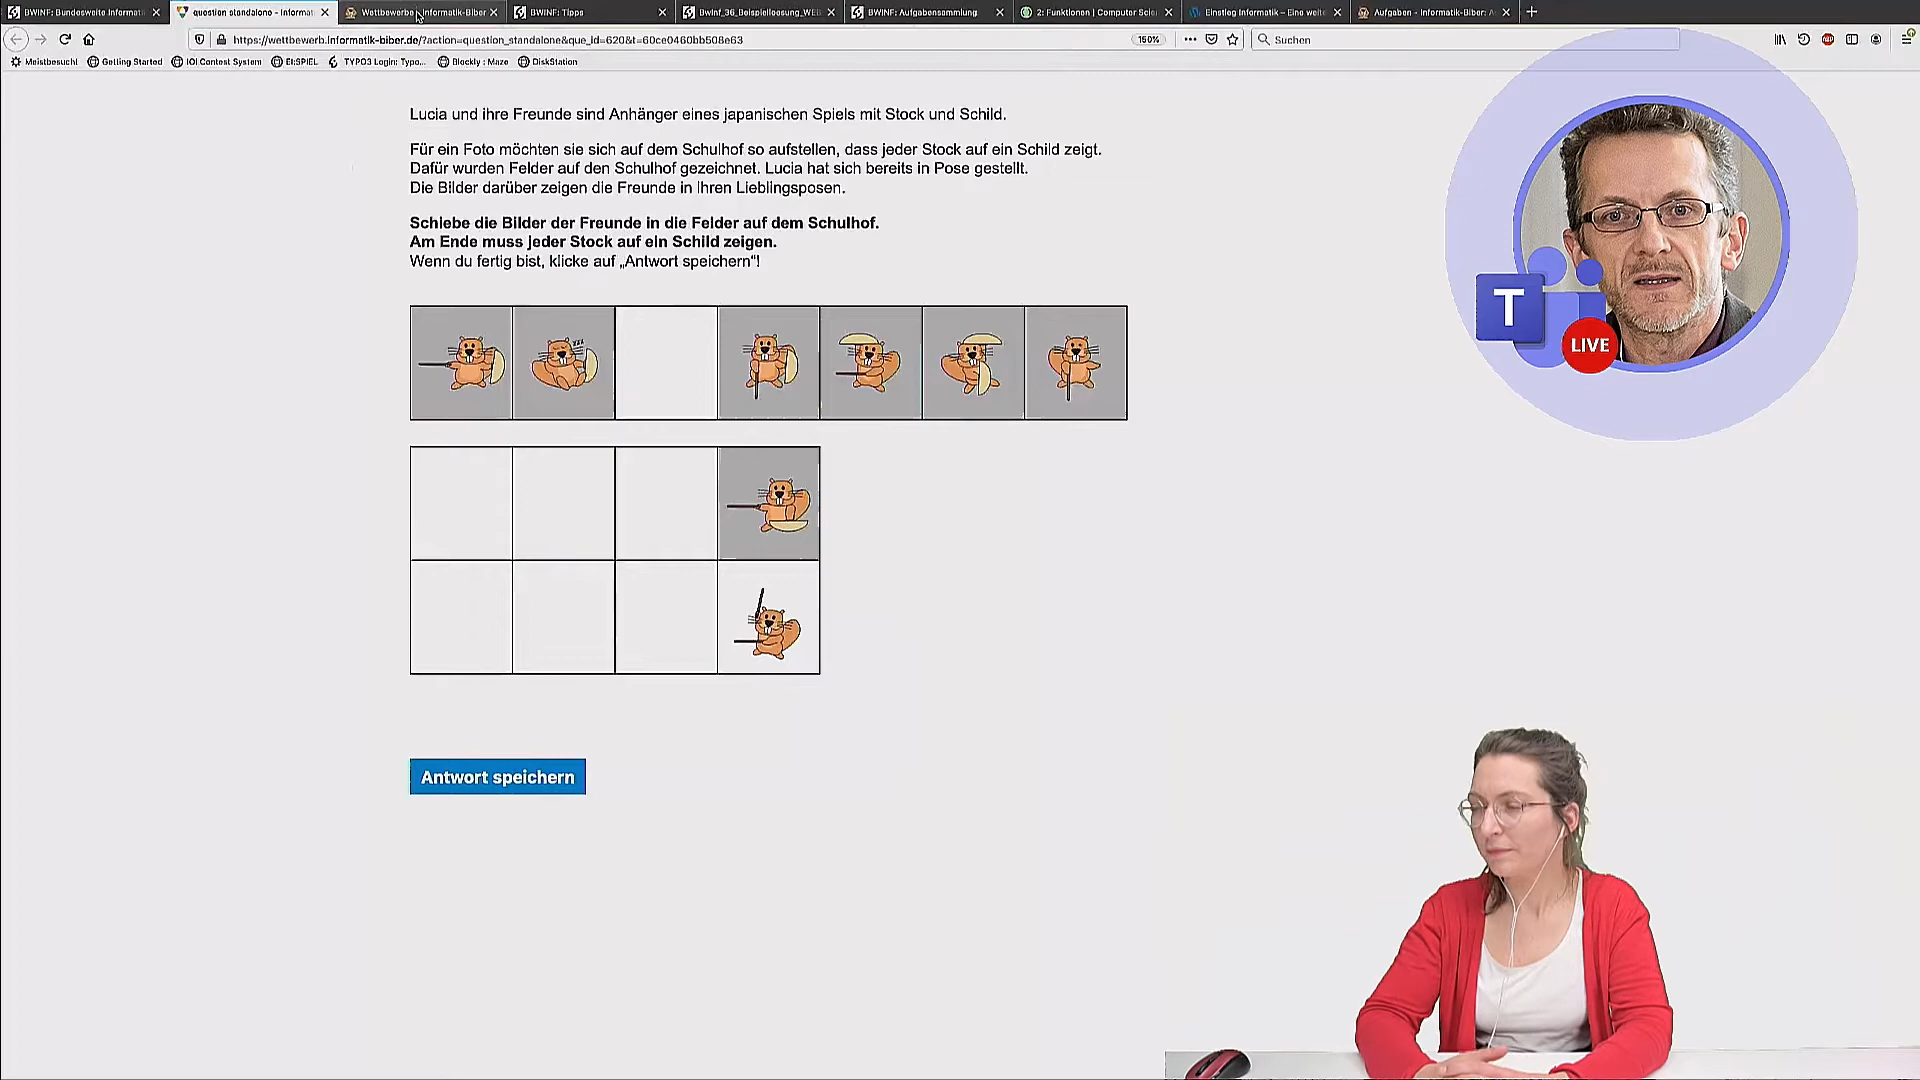 BWINF: Bundesweite Informati
question standalone - Informati
Wettbewerbe - Informatik-Biber
BWINF: Tipps
BwInf_36_Beispielloesung_WEB
BWINF: Aufgabensammlung
2: Funktionen | Computer Scie
Einstieg Informatik – Eine weite
Aufgaben - Informatik-Biber: A
https://wettbewerb.informatik-biber.de/?action=question_standalone&que_id=620&t=60ce0460bb508e63
150%
Suchen
Meistbesucht
Getting Started
IOI Contest System
EI:SPIEL
TYPO3 Login: Typo...
Blockly : Maze
DiskStation
Lucia und ihre Freunde sind Anhänger eines japanischen Spiels mit Stock und Schild.
Für ein Foto möchten sie sich auf dem Schulhof so aufstellen, dass jeder Stock auf ein Schild zeigt.
Dafür wurden Felder auf den Schulhof gezeichnet. Lucia hat sich bereits in Pose gestellt.
Die Bilder darüber zeigen die Freunde in Ihren Lieblingsposen.
Schiebe die Bilder der Freunde in die Felder auf dem Schulhof.
Am Ende muss jeder Stock auf ein Schild zeigen.
Wenn du fertig bist, klicke auf „Antwort speichern“!
T
LIVE
zzz
Antwort speichern